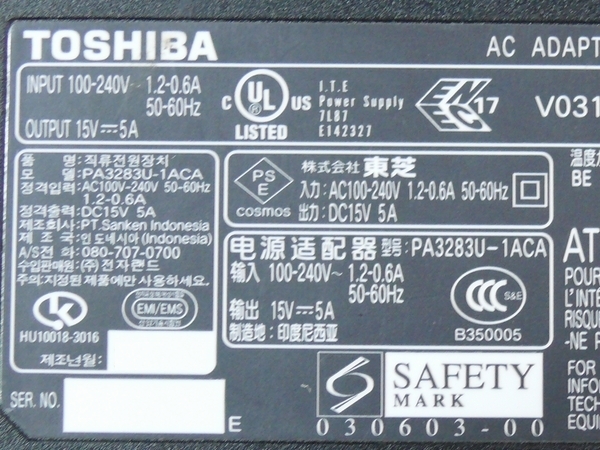 TOSHIBA
AC ADAPT
INPUT 100-240V~ 1.2-0.6A
50-60Hz
OUTPUT 15V⎓5A
C UL US
LISTED
I.T.E
Power Supply
7L87
E142327
ENEC 17
V031
품 명: 직류전원장치
모 델: PA3283U-1ACA
정격입력: AC100V-240V 50-60Hz
1.2-0.6A
정격출력: DC15V 5A
제조회사: PT.Sanken Indonesia
제 조 국: 인도네시아(Indonesia)
A/S전화: 080-707-0700
수입판매원: (주)전자랜드
주의:지정된 제품에만 사용하세요.
HU10018-3016
EMI/EMS
제조년월:
SER. NO.
E
PS
E
COSMOS
株式会社 東芝
入力: AC100-240V 1.2-0.6A 50-60Hz
出力: DC15V 5A
电源适配器 型号: PA3283U-1ACA
输入 100-240V~ 1.2-0.6A
50-60Hz
输出 15V⎓5A
制造地: 印度尼西亚
CCC S&E
B350005
SAFETY
MARK
030603-00
温度
BE
AT
POUR
L'INTÉ
RISQU
-NE P
FOR
INFO
TECH
EQUI